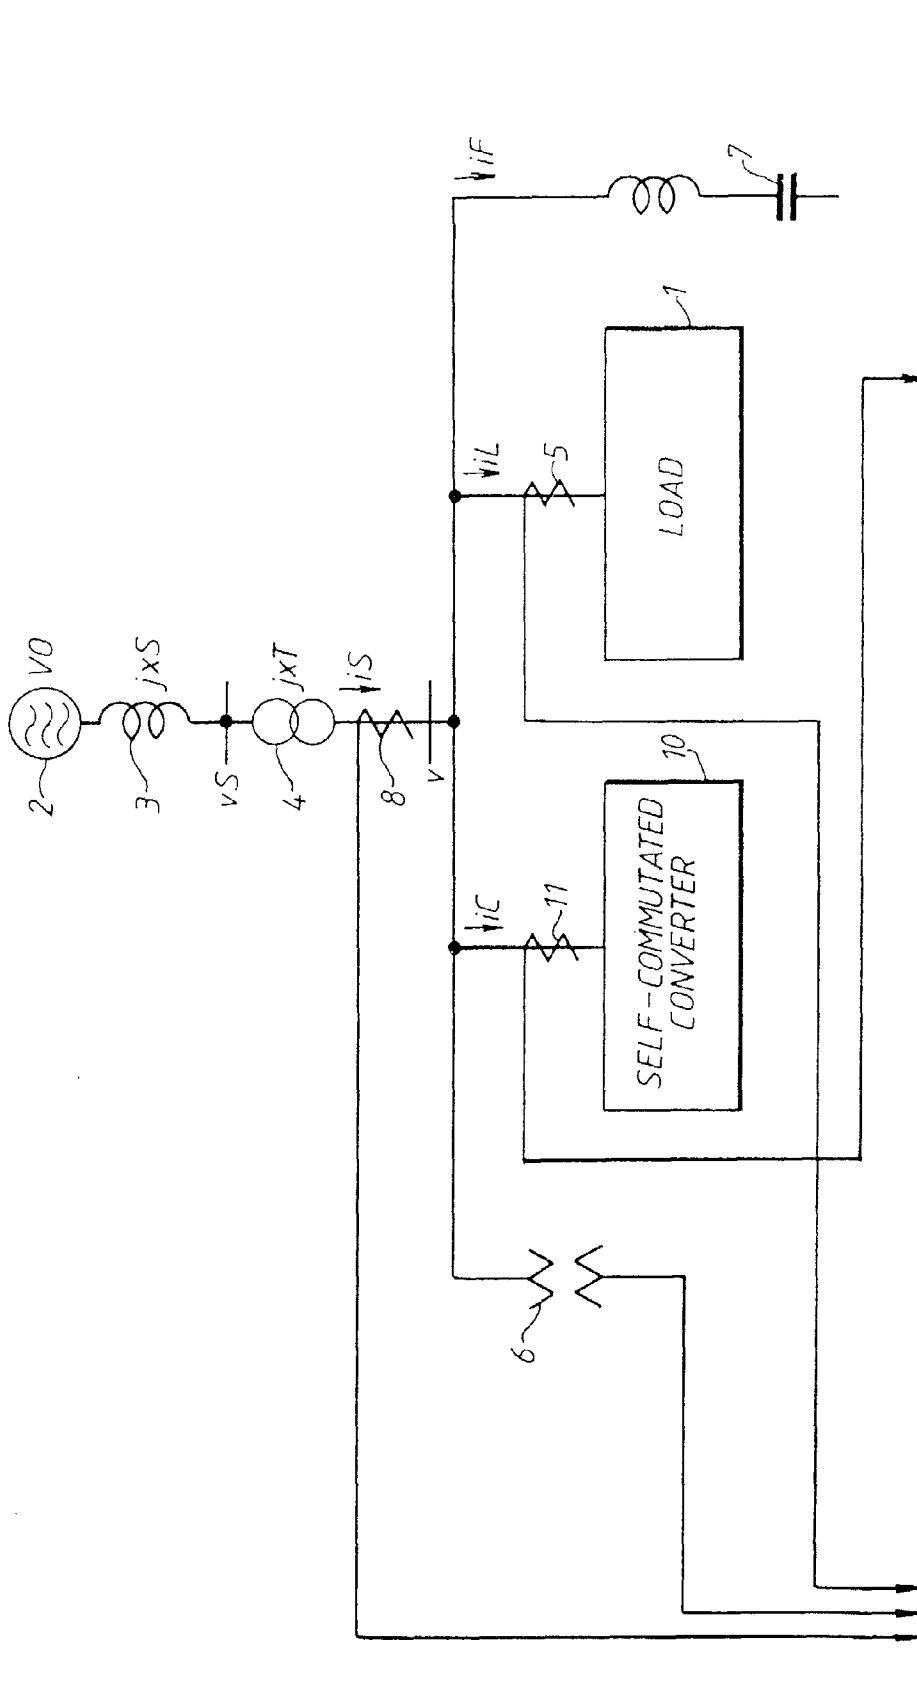 2
V0
3
jxS
vS
4
jxT
iS
8
v
iC
iL
iF
11
5
6
7
10
1
SELF-COMMUTATED
CONVERTER
LOAD